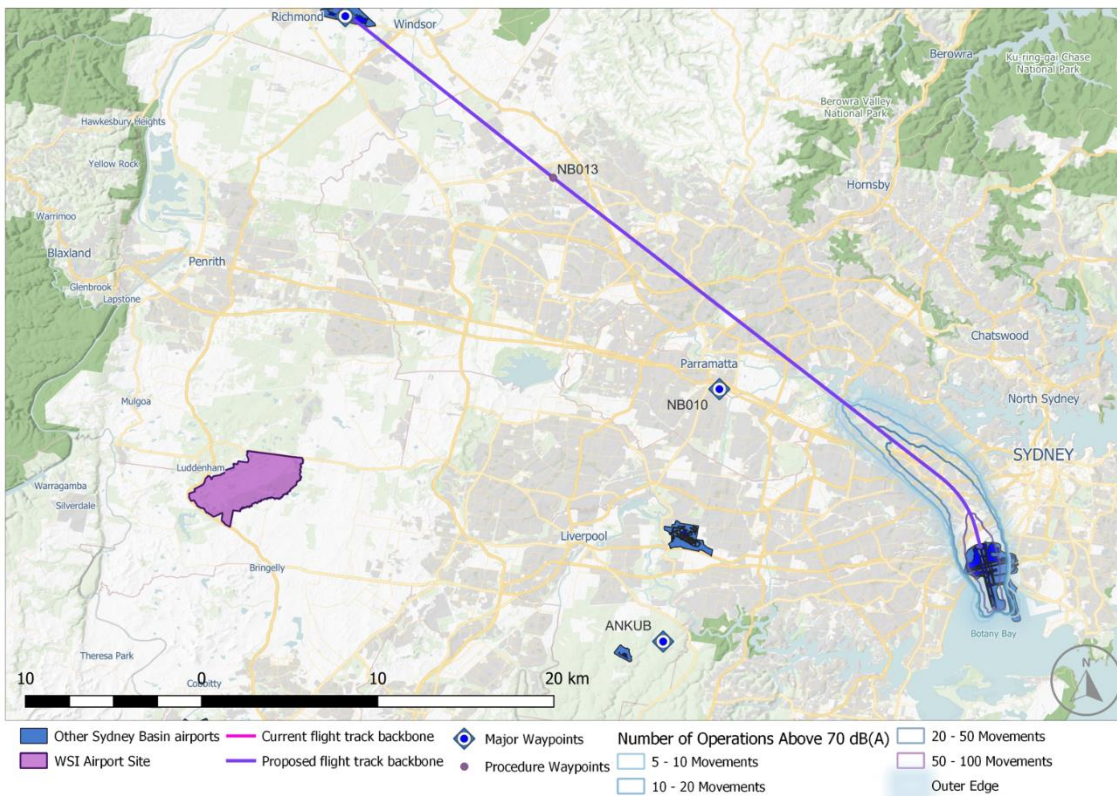 Richmond
Windsor
Berowra
Ku-ring-gai Chase
National Park
Berowra Valley
National Park
Hawkesbury Heights
Yellow Rock
NB013
Hornsby
Warrimoo
Blaxland
Penrith
Glenbrook
Lapstone
Chatswood
Parramatta
Mulgoa
NB010
North Sydney
SYDNEY
Luddenham
Warragamba
Silverdale
Liverpool
Bringelly
ANKUB
Botany Bay
Theresa Park
N
10 0 10 20 km
Cobbitty
Other Sydney Basin airports
WSI Airport Site
Current flight track backbone
Proposed flight track backbone
Major Waypoints
Procedure Waypoints
Number of Operations Above 70 dB(A)
5 - 10 Movements
10 - 20 Movements
20 - 50 Movements
50 - 100 Movements
Outer Edge